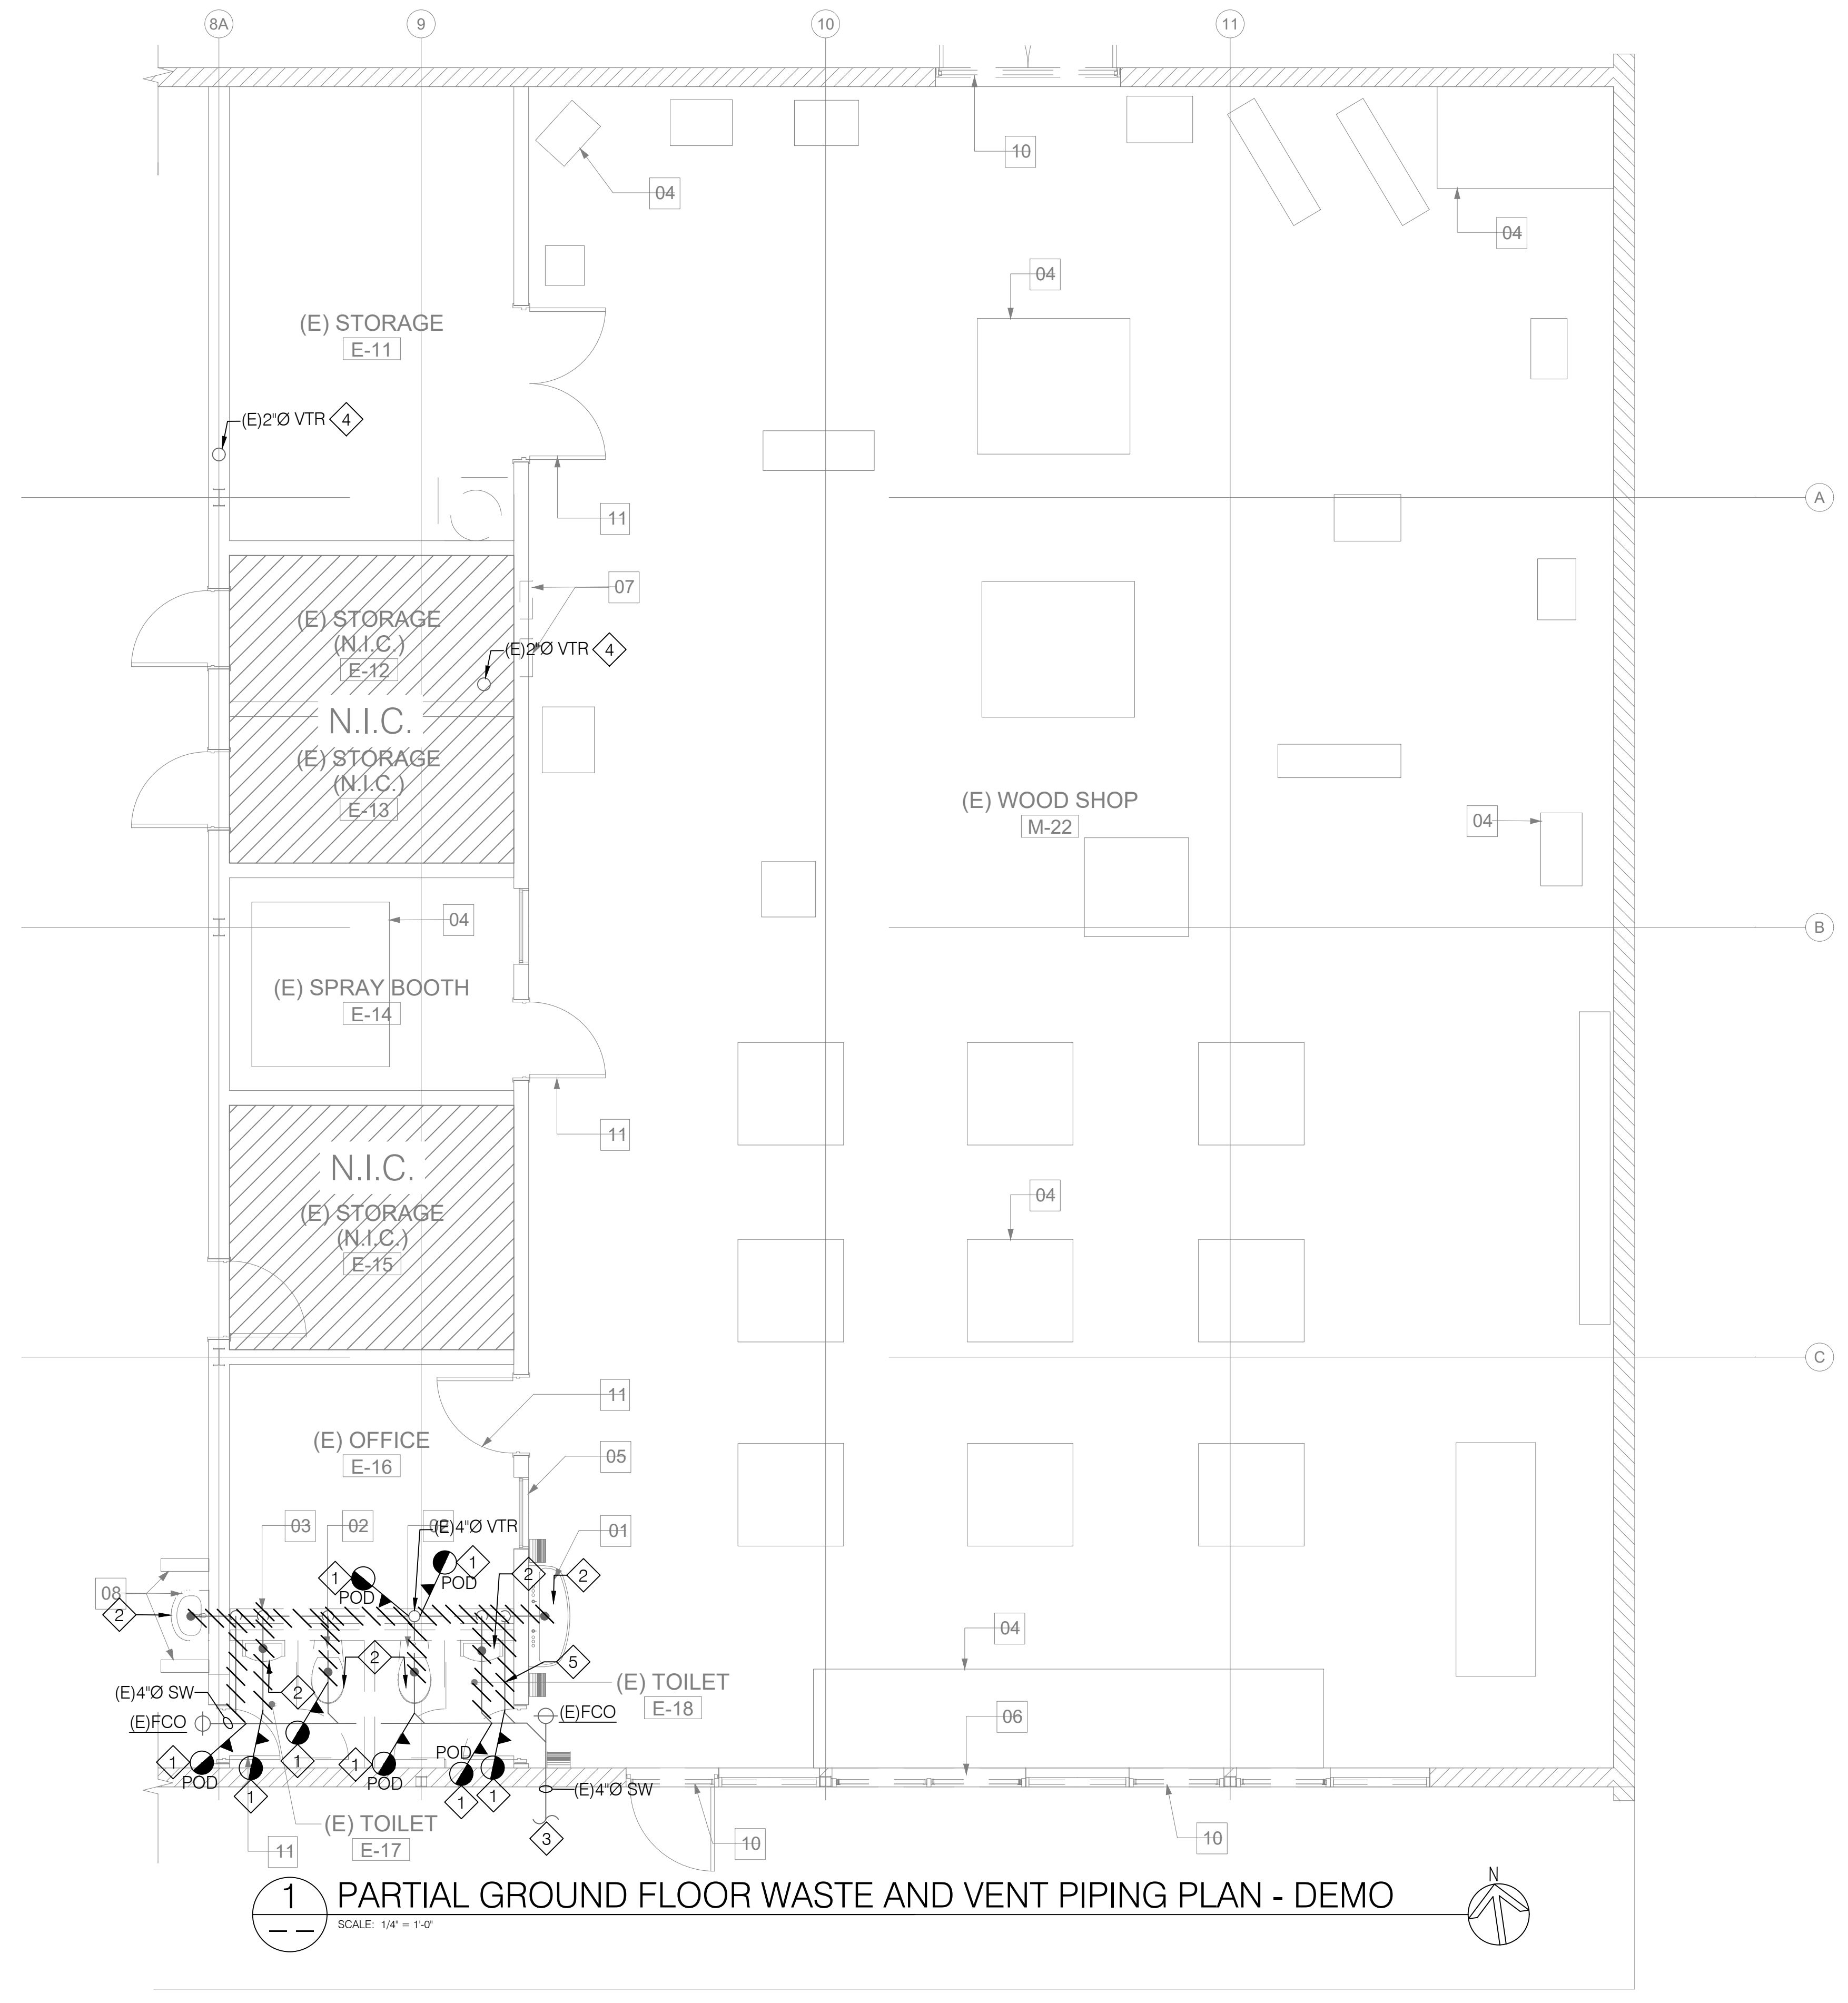 8A
9
10
11
10
04
04
04
(E) STORAGE
E-11
(E)2"Ø VTR
4
A
11
07
(E) STORAGE
(N.I.C.)
E-12
(E)2"Ø VTR
4
N.I.C.
(E) STORAGE
(N.I.C.)
E-13
(E) WOOD SHOP
M-22
04
04
B
(E) SPRAY BOOTH
E-14
11
N.I.C.
04
(E) STORAGE
(N.I.C.)
E-15
C
11
(E) OFFICE
E-16
05
03
02
(E)4"Ø VTR
01
1
POD
1
POD
2
2
08
2
2
5
04
(E) TOILET
E-18
2
(E)4"Ø SW
(E)FCO
(E)FCO
06
1
POD
1
1
1
POD
POD
1
1
(E)4"Ø SW
3
(E) TOILET
E-17
11
10
10
1
PARTIAL GROUND FLOOR WASTE AND VENT PIPING PLAN - DEMO
SCALE: 1/4" = 1'-0"
N